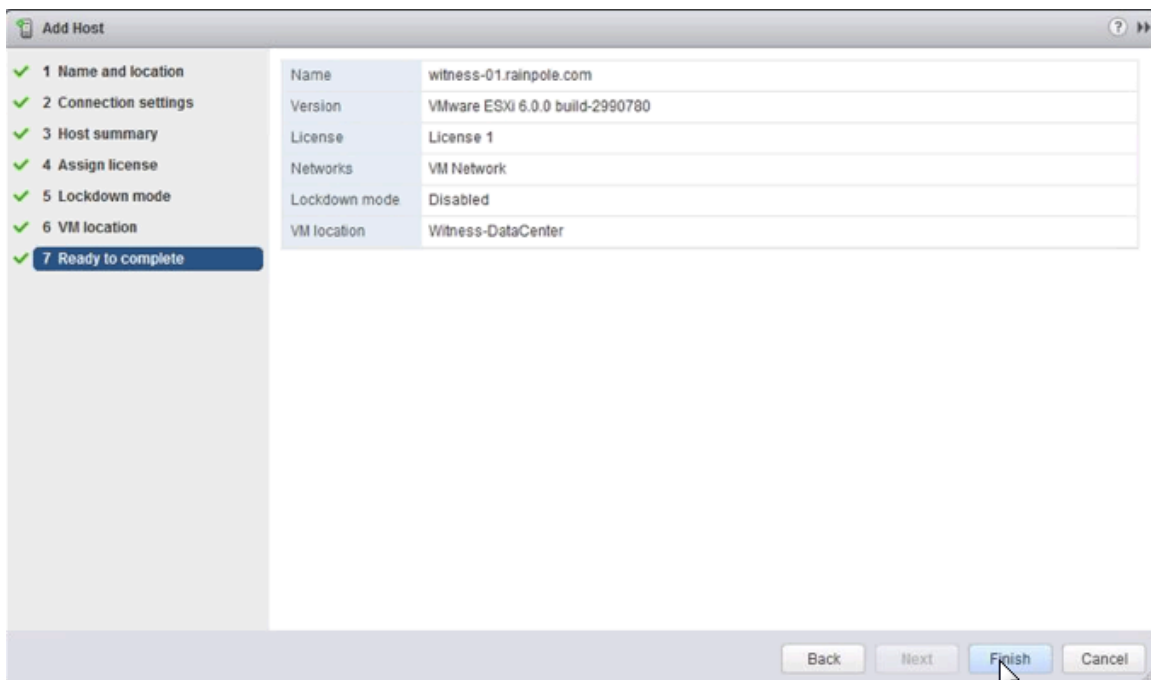 Add Host
?
1 Name and location
2 Connection settings
3 Host summary
4 Assign license
5 Lockdown mode
6 VM location
7 Ready to complete
Name witness-01.rainpole.com
Version VMware ESXi 6.0.0 build-2990780
License License 1
Networks VM Network
Lockdown mode Disabled
VM location Witness-DataCenter
Back Next Finish Cancel